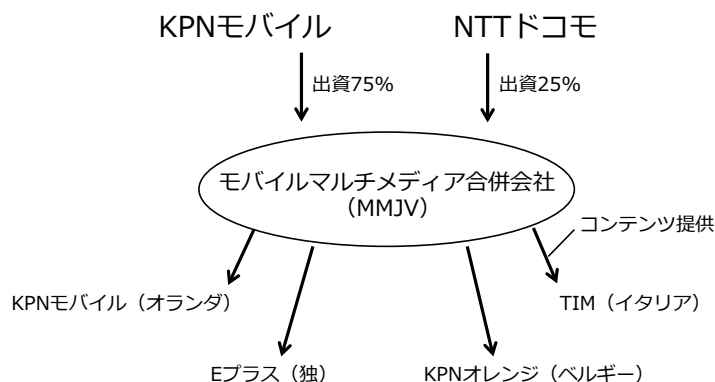 KPNモバイル
NTTドコモ
出資75%
出資25%
モバイルマルチメディア合併会社
（MMJV）
コンテンツ提供
KPNモバイル（オランダ）
TIM（イタリア）
Eプラス（独）
KPNオレンジ（ベルギー）